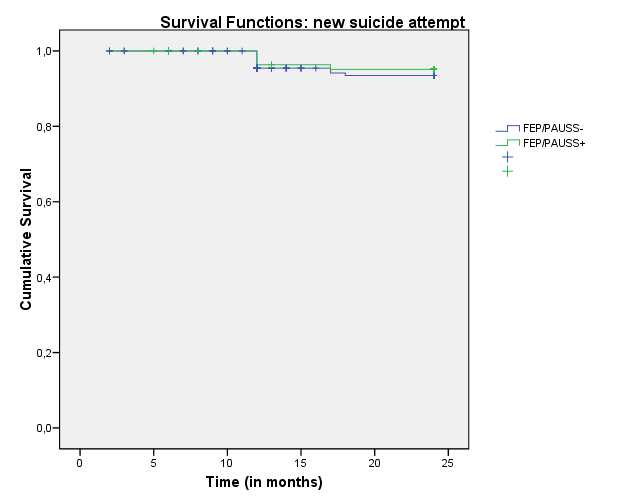 Survival Functions: new suicide attempt
Cumulative Survival
1,0
0,8
0,6
0,4
0,2
0,0
0 5 10 15 20 25
Time (in months)
FEP/PAUSS-
FEP/PAUSS+